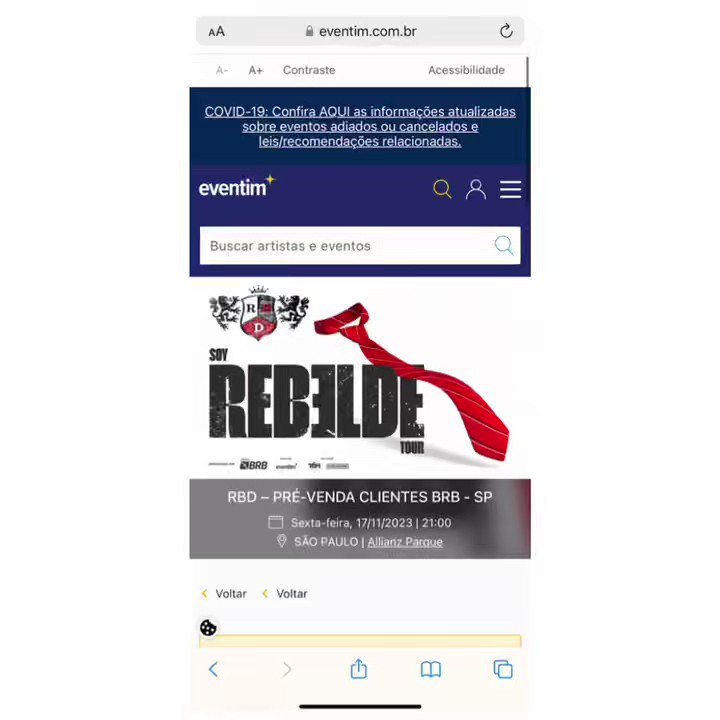 AA eventim.com.br
A- A+ Contraste Acessibilidade
COVID-19: Confira AQUI as informações atualizadas
sobre eventos adiados ou cancelados e
leis/recomendações relacionadas.
eventim
Buscar artistas e eventos
R D
SOY
REBELDE
TOUR
BRB eventim
RBD – PRÉ-VENDA CLIENTES BRB - SP
Sexta-feira, 17/11/2023 | 21:00
SÃO PAULO | Allianz Parque
Voltar Voltar